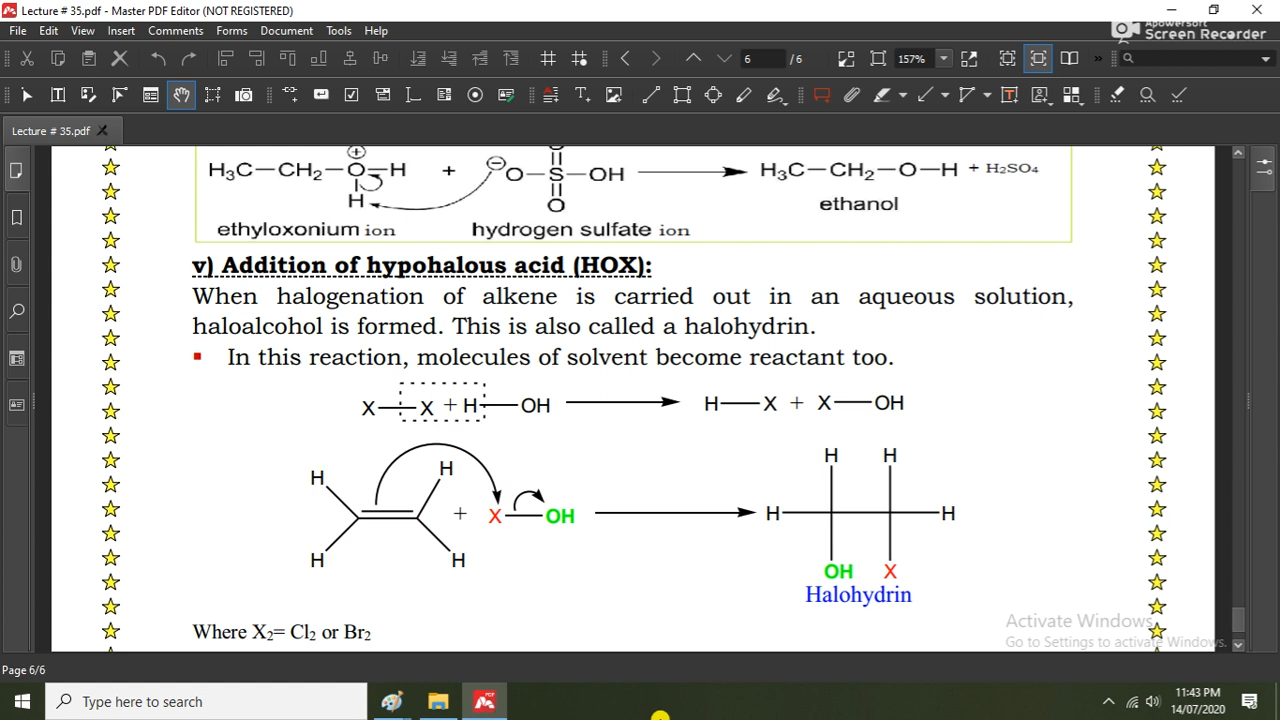 Lecture # 35.pdf - Master PDF Editor (NOT REGISTERED)
File Edit View Insert Comments Forms Document Tools Help
Apowersoft
Screen Recorder
6 / 6 157%
Lecture # 35.pdf
H3C—CH2—O—H + O—S—OH → H3C—CH2—O—H + H2SO4
H O
ethanol
ethyloxonium ion hydrogen sulfate ion
v) Addition of hypohalous acid (HOX):
When halogenation of alkene is carried out in an aqueous solution,
haloalcohol is formed. This is also called a halohydrin.
▪ In this reaction, molecules of solvent become reactant too.
X—X + H—OH → H—X + X—OH
H H H H
+ X—OH → H H
H H OH X
Halohydrin
Where X2= Cl2 or Br2
Activate Windows
Go to Settings to activate Windows.
Page 6/6
Type here to search
11:43 PM
14/07/2020